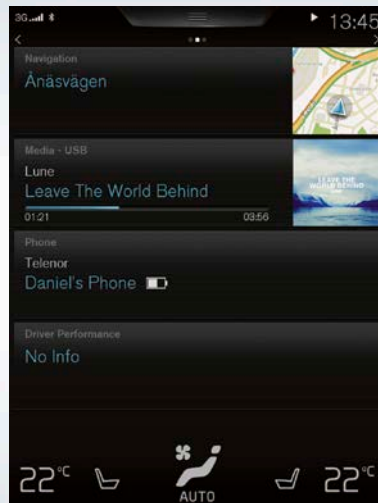 3G 13:45
Navigation
Ånäsvägen
Media - USB
Lune
Leave The World Behind
01:21 03:56
LEAVE THE
WORLD BEHIND
Phone
Telenor
Daniel's Phone
Driver Performance
No Info
22°C 22°C
AUTO